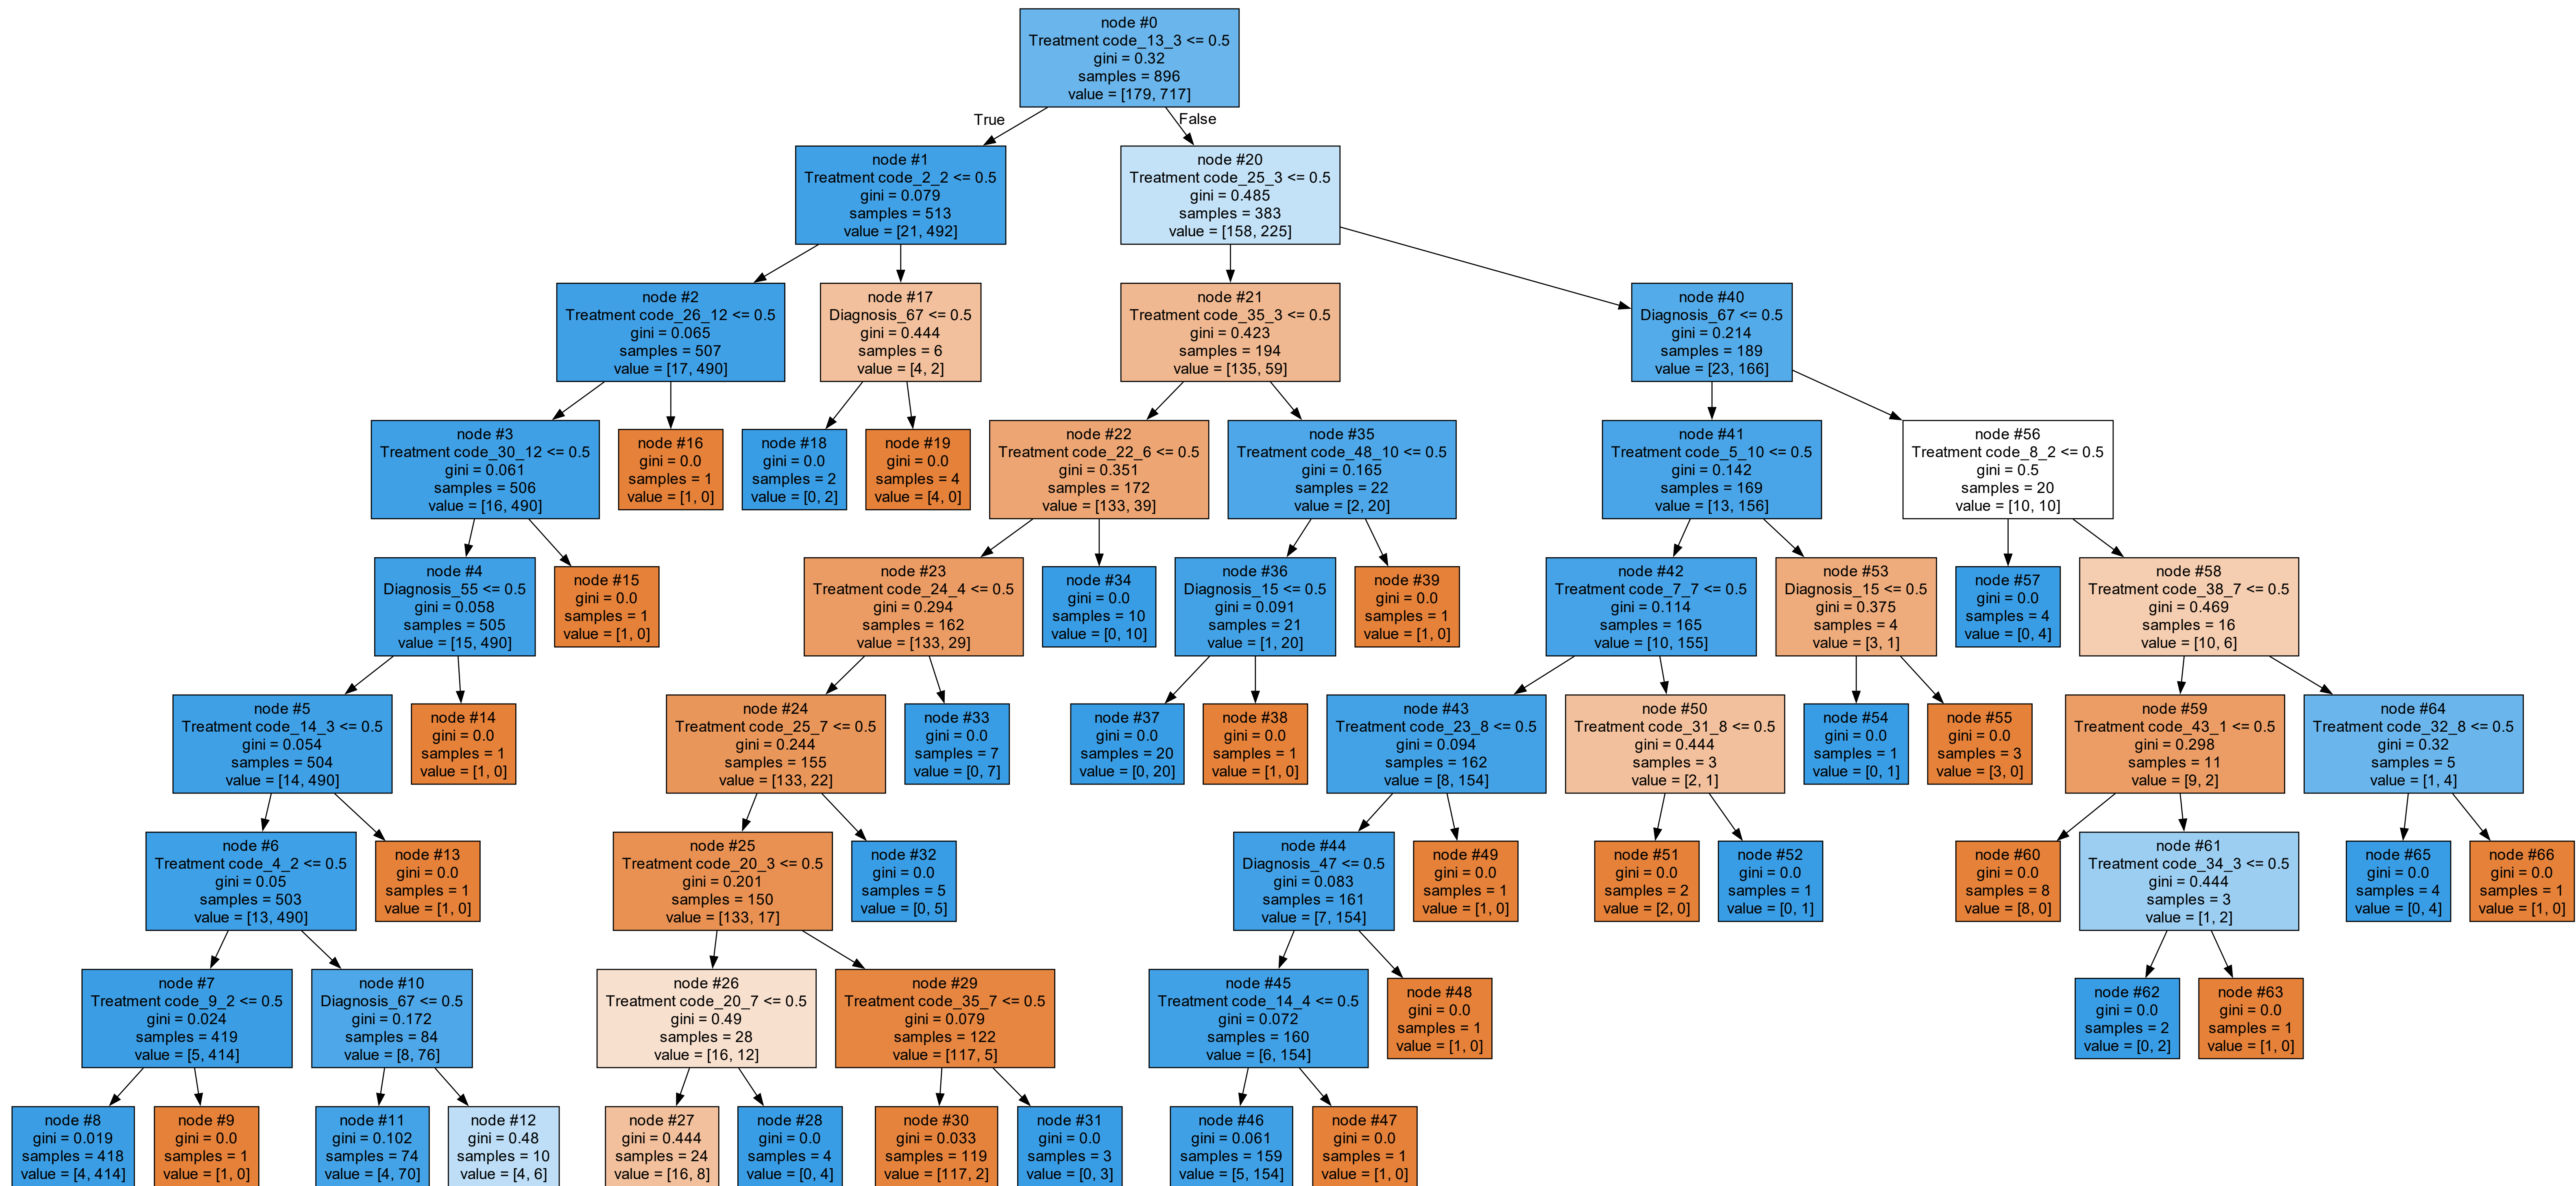 node #0
Treatment code_13_3 <= 0.5
gini = 0.32
samples = 896
value = [179, 717]
True
False
node #1
Treatment code_2_2 <= 0.5
gini = 0.079
samples = 513
value = [21, 492]
node #20
Treatment code_25_3 <= 0.5
gini = 0.485
samples = 383
value = [158, 225]
node #2
Treatment code_26_12 <= 0.5
gini = 0.065
samples = 507
value = [17, 490]
node #17
Diagnosis_67 <= 0.5
gini = 0.444
samples = 6
value = [4, 2]
node #21
Treatment code_35_3 <= 0.5
gini = 0.423
samples = 194
value = [135, 59]
node #40
Diagnosis_67 <= 0.5
gini = 0.214
samples = 189
value = [23, 166]
node #3
Treatment code_30_12 <= 0.5
gini = 0.061
samples = 506
value = [16, 490]
node #16
gini = 0.0
samples = 1
value = [1, 0]
node #18
gini = 0.0
samples = 2
value = [0, 2]
node #19
gini = 0.0
samples = 4
value = [4, 0]
node #22
Treatment code_22_6 <= 0.5
gini = 0.351
samples = 172
value = [133, 39]
node #35
Treatment code_48_10 <= 0.5
gini = 0.165
samples = 22
value = [2, 20]
node #41
Treatment code_5_10 <= 0.5
gini = 0.142
samples = 169
value = [13, 156]
node #56
Treatment code_8_2 <= 0.5
gini = 0.5
samples = 20
value = [10, 10]
node #4
Diagnosis_55 <= 0.5
gini = 0.058
samples = 505
value = [15, 490]
node #15
gini = 0.0
samples = 1
value = [1, 0]
node #23
Treatment code_24_4 <= 0.5
gini = 0.294
samples = 162
value = [133, 29]
node #34
gini = 0.0
samples = 10
value = [0, 10]
node #36
Diagnosis_15 <= 0.5
gini = 0.091
samples = 21
value = [1, 20]
node #39
gini = 0.0
samples = 1
value = [1, 0]
node #42
Treatment code_7_7 <= 0.5
gini = 0.114
samples = 165
value = [10, 155]
node #53
Diagnosis_15 <= 0.5
gini = 0.375
samples = 4
value = [3, 1]
node #57
gini = 0.0
samples = 4
value = [0, 4]
node #58
Treatment code_38_7 <= 0.5
gini = 0.469
samples = 16
value = [10, 6]
node #5
Treatment code_14_3 <= 0.5
gini = 0.054
samples = 504
value = [14, 490]
node #14
gini = 0.0
samples = 1
value = [1, 0]
node #24
Treatment code_25_7 <= 0.5
gini = 0.244
samples = 155
value = [133, 22]
node #33
gini = 0.0
samples = 7
value = [0, 7]
node #37
gini = 0.0
samples = 20
value = [0, 20]
node #38
gini = 0.0
samples = 1
value = [1, 0]
node #43
Treatment code_23_8 <= 0.5
gini = 0.094
samples = 162
value = [8, 154]
node #50
Treatment code_31_8 <= 0.5
gini = 0.444
samples = 3
value = [2, 1]
node #54
gini = 0.0
samples = 1
value = [0, 1]
node #55
gini = 0.0
samples = 3
value = [3, 0]
node #59
Treatment code_43_1 <= 0.5
gini = 0.298
samples = 11
value = [9, 2]
node #64
Treatment code_32_8 <= 0.5
gini = 0.32
samples = 5
value = [1, 4]
node #6
Treatment code_4_2 <= 0.5
gini = 0.05
samples = 503
value = [13, 490]
node #13
gini = 0.0
samples = 1
value = [1, 0]
node #25
Treatment code_20_3 <= 0.5
gini = 0.201
samples = 150
value = [133, 17]
node #32
gini = 0.0
samples = 5
value = [0, 5]
node #44
Diagnosis_47 <= 0.5
gini = 0.083
samples = 161
value = [7, 154]
node #49
gini = 0.0
samples = 1
value = [1, 0]
node #51
gini = 0.0
samples = 2
value = [2, 0]
node #52
gini = 0.0
samples = 1
value = [0, 1]
node #60
gini = 0.0
samples = 8
value = [8, 0]
node #61
Treatment code_34_3 <= 0.5
gini = 0.444
samples = 3
value = [1, 2]
node #65
gini = 0.0
samples = 4
value = [0, 4]
node #66
gini = 0.0
samples = 1
value = [1, 0]
node #7
Treatment code_9_2 <= 0.5
gini = 0.024
samples = 419
value = [5, 414]
node #10
Diagnosis_67 <= 0.5
gini = 0.172
samples = 84
value = [8, 76]
node #26
Treatment code_20_7 <= 0.5
gini = 0.49
samples = 28
value = [16, 12]
node #29
Treatment code_35_7 <= 0.5
gini = 0.079
samples = 122
value = [117, 5]
node #45
Treatment code_14_4 <= 0.5
gini = 0.072
samples = 160
value = [6, 154]
node #48
gini = 0.0
samples = 1
value = [1, 0]
node #62
gini = 0.0
samples = 2
value = [0, 2]
node #63
gini = 0.0
samples = 1
value = [1, 0]
node #8
gini = 0.019
samples = 418
value = [4, 414]
node #9
gini = 0.0
samples = 1
value = [1, 0]
node #11
gini = 0.102
samples = 74
value = [4, 70]
node #12
gini = 0.48
samples = 10
value = [4, 6]
node #27
gini = 0.444
samples = 24
value = [16, 8]
node #28
gini = 0.0
samples = 4
value = [0, 4]
node #30
gini = 0.033
samples = 119
value = [117, 2]
node #31
gini = 0.0
samples = 3
value = [0, 3]
node #46
gini = 0.061
samples = 159
value = [5, 154]
node #47
gini = 0.0
samples = 1
value = [1, 0]